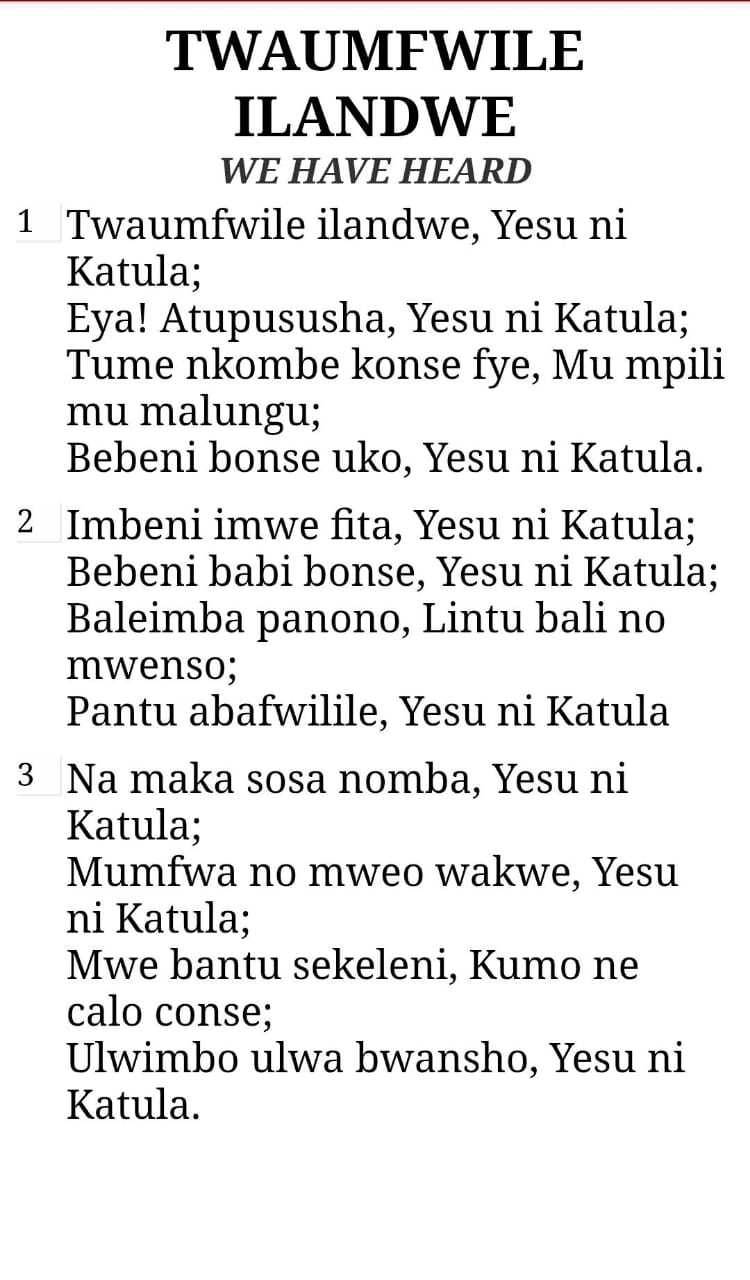 TWAUMFWILE
ILANDWE
WE HAVE HEARD
1 Twaumfwile ilandwe, Yesu ni
Katula;
Eya! Atupususha, Yesu ni Katula;
Tume nkombe konse fye, Mu mpili
mu malungu;
Bebeni bonse uko, Yesu ni Katula.
2 Imbeni imwe fita, Yesu ni Katula;
Bebeni babi bonse, Yesu ni Katula;
Baleimba panono, Lintu bali no
mwenso;
Pantu abafwilile, Yesu ni Katula
3 Na maka sosa nomba, Yesu ni
Katula;
Mumfwa no mweo wakwe, Yesu
ni Katula;
Mwe bantu sekeleni, Kumo ne
calo conse;
Ulwimbo ulwa bwansho, Yesu ni
Katula.